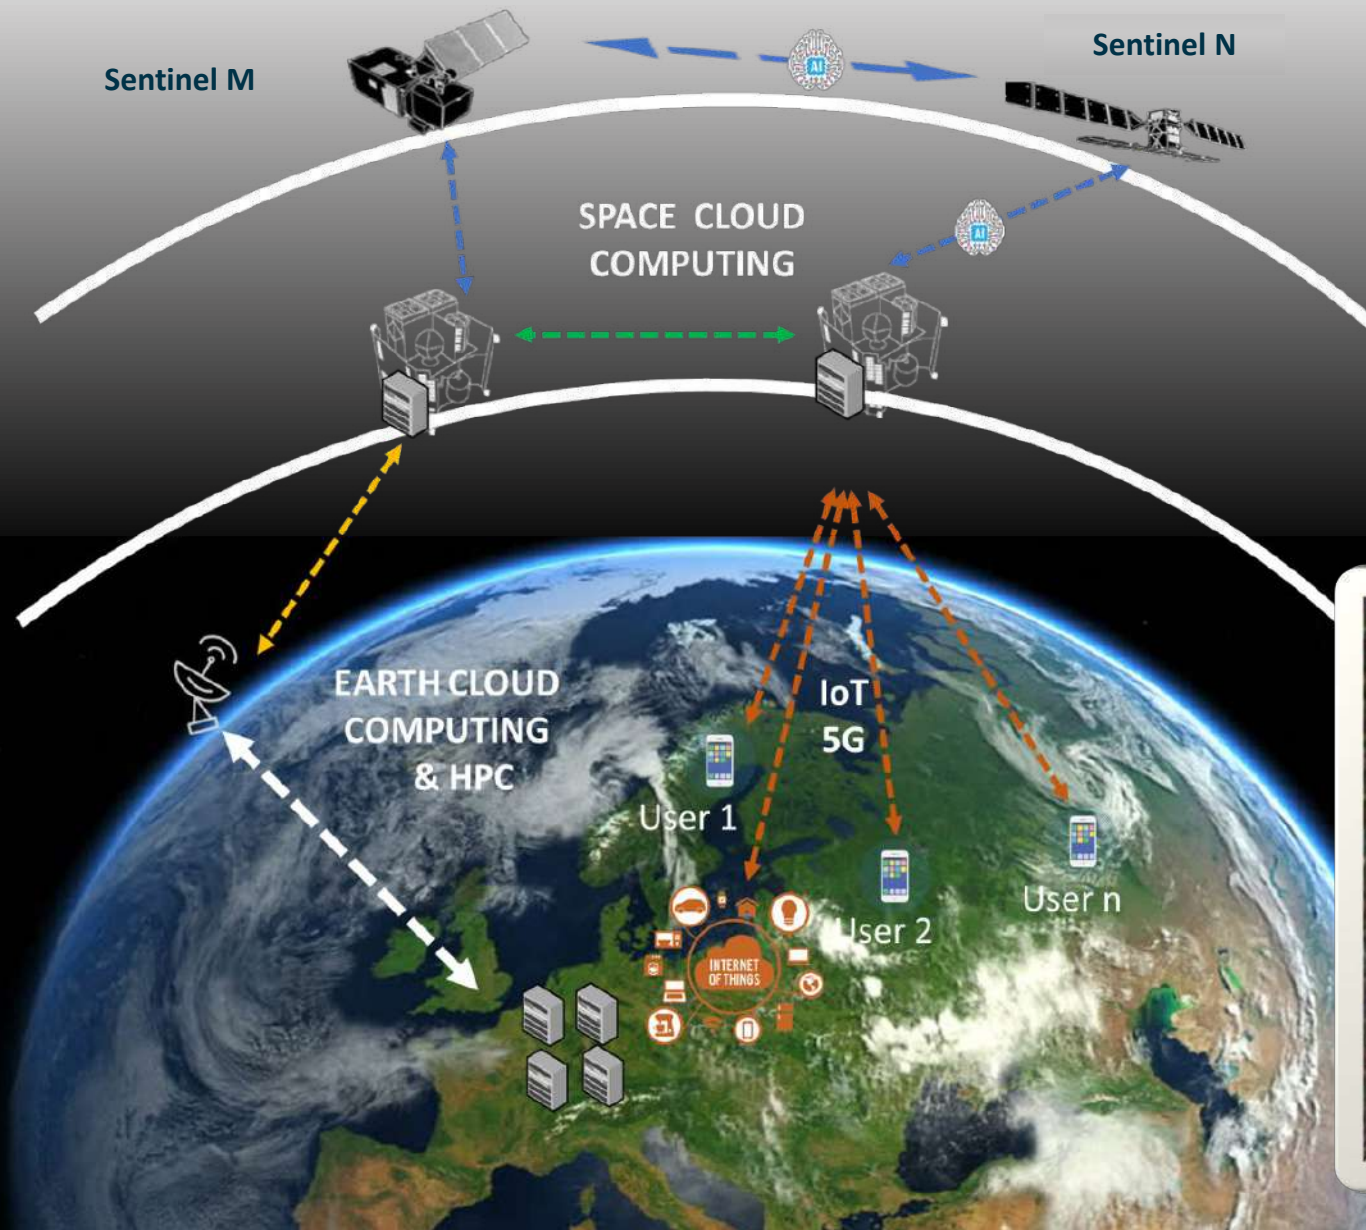 Sentinel M
Sentinel N
AI
SPACE CLOUD
COMPUTING
AI
EARTH CLOUD
COMPUTING
& HPC
IoT
5G
User 1
User 2
User n
INTERNET
OF THINGS